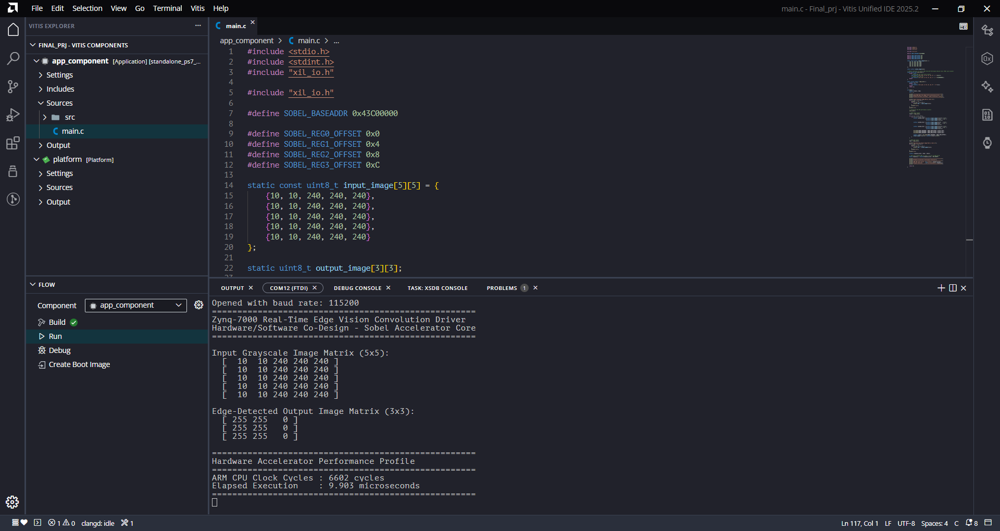 File Edit Selection View Go Terminal Vitis Help
main.c - Final_prj - Vitis Unified IDE 2025.2
VITIS EXPLORER
FINAL_PRJ - VITIS COMPONENTS
app_component [Application] [standalone_ps7_...
Settings
Includes
Sources
src
main.c
Output
platform [Platform]
Settings
Sources
Output
FLOW
Component app_component
Build
Run
Debug
Create Boot Image
main.c
app_component > main.c > ...
1 #include <stdio.h>
2 #include <stdint.h>
3 #include "xil_io.h"
4
5 #include "xil_io.h"
6
7 #define SOBEL_BASEADDR 0x43C00000
8
9 #define SOBEL_REG0_OFFSET 0x0
10 #define SOBEL_REG1_OFFSET 0x4
11 #define SOBEL_REG2_OFFSET 0x8
12 #define SOBEL_REG3_OFFSET 0xC
13
14 static const uint8_t input_image[5][5] = {
15 {10, 10, 240, 240, 240},
16 {10, 10, 240, 240, 240},
17 {10, 10, 240, 240, 240},
18 {10, 10, 240, 240, 240},
19 {10, 10, 240, 240, 240}
20 };
21
22 static uint8_t output_image[3][3];
OUTPUT COM12 (FTDI) DEBUG CONSOLE TASK: XSDB CONSOLE PROBLEMS 1
Opened with baud rate: 115200
====================================================
Zynq-7000 Real-Time Edge Vision Convolution Driver
Hardware/Software Co-Design - Sobel Accelerator Core
====================================================
Input Grayscale Image Matrix (5x5):
[ 10 10 240 240 240 ]
[ 10 10 240 240 240 ]
[ 10 10 240 240 240 ]
[ 10 10 240 240 240 ]
[ 10 10 240 240 240 ]
Edge-Detected Output Image Matrix (3x3):
[ 255 255 0 ]
[ 255 255 0 ]
[ 255 255 0 ]
====================================================
Hardware Accelerator Performance Profile
====================================================
ARM CPU Clock Cycles : 6602 cycles
Elapsed Execution : 9.903 microseconds
====================================================
1 0 clangd: idle 1
Ln 117, Col 1 LF UTF-8 Spaces: 4 C 8